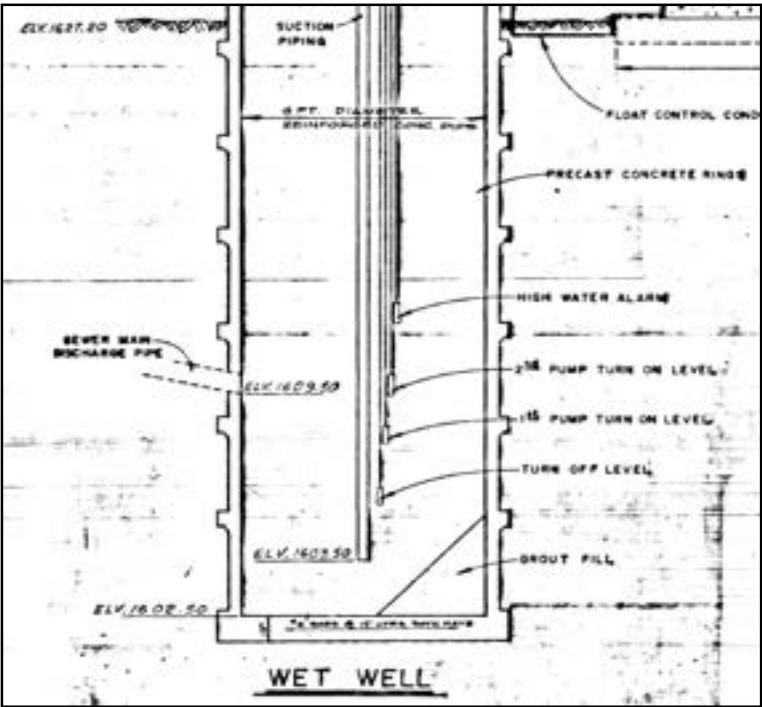 ELV. 1627.20
SUCTION
PIPING
FLOAT CONTROL COND
6 FT. DIAMETER
REINFORCED CONC.
PRECAST CONCRETE RINGS
HIGH WATER ALARM
SEWER MAIN
DISCHARGE PIPE
2nd PUMP TURN ON LEVEL
ELV. 1609.50
1st PUMP TURN ON LEVEL
TURN OFF LEVEL
ELV. 1603.50
GROUT FILL
ELV. 1602.50
WET WELL